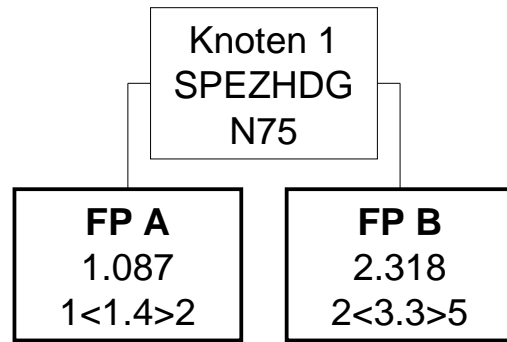 Knoten 1
SPEZHDG
N75
FP A
1.087
1<1.4>2
FP B
2.318
2<3.3>5